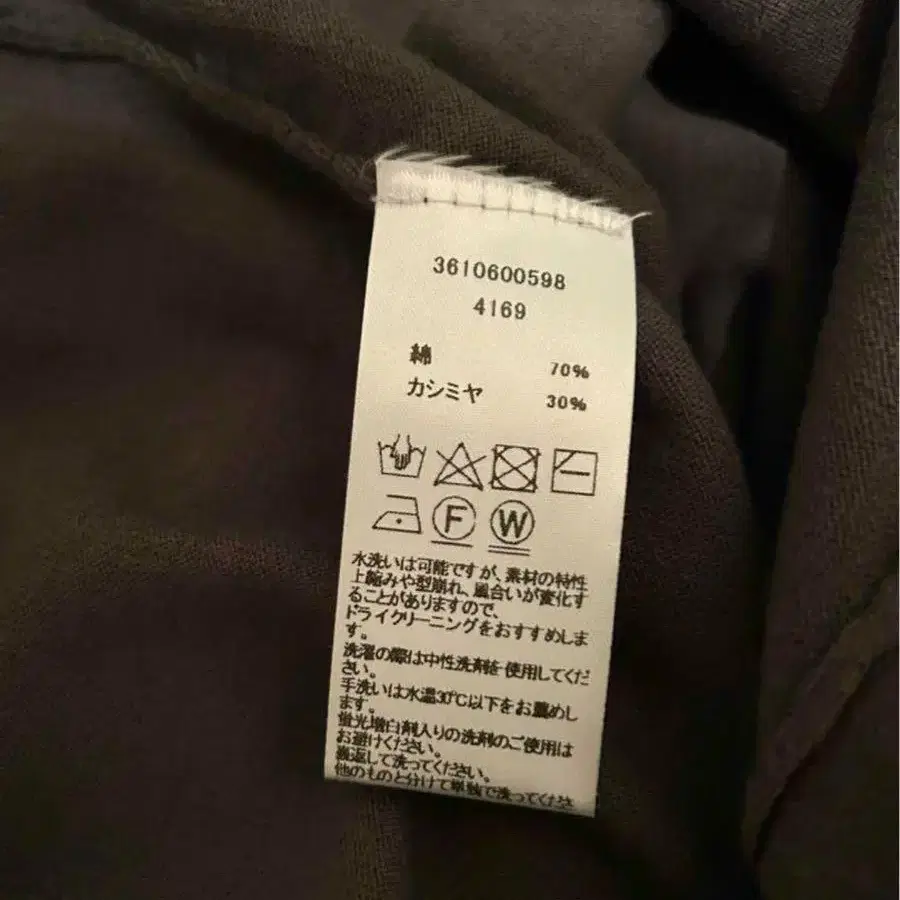 3610600598
4169
綿 70%
カシミヤ 30%
F W
水洗いは可能ですが、素材の特性
上縮みや型崩れ、風合いが変化す
ることがありますので、
ドライクリーニングをおすすめしま
す。
洗濯の際は中性洗剤を使用してくだ
さい。
手洗いは水温30℃以下をお薦めし
ます。
蛍光増白剤入りの洗剤のご使用は
お避けください。
裏返して洗ってください。
他のものと分けて単独で洗ってくださ